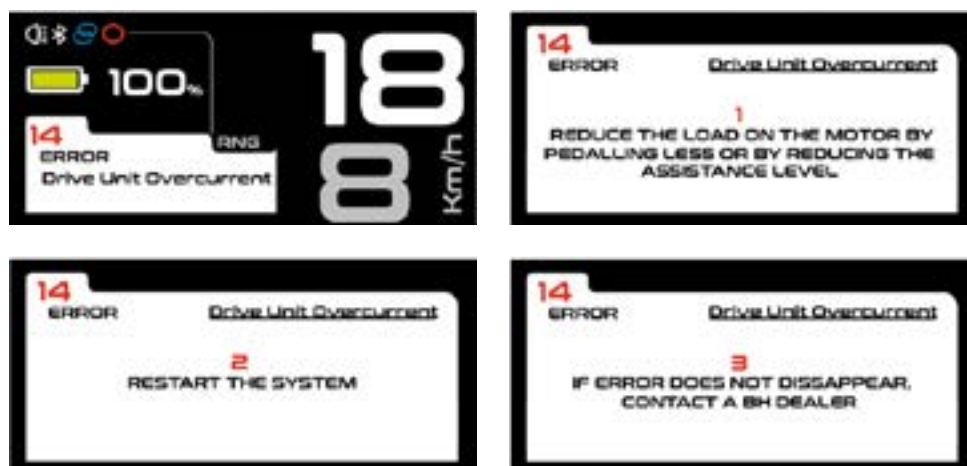 100%
18
8
Km/h
RNG
14
ERROR
Drive Unit Overcurrent
14
ERROR
Drive Unit Overcurrent
1
REDUCE THE LOAD ON THE MOTOR BY
PEDALLING LESS OR BY REDUCING THE
ASSISTANCE LEVEL
14
ERROR
Drive Unit Overcurrent
2
RESTART THE SYSTEM
14
ERROR
Drive Unit Overcurrent
3
IF ERROR DOES NOT DISSAPPEAR,
CONTACT A BH DEALER